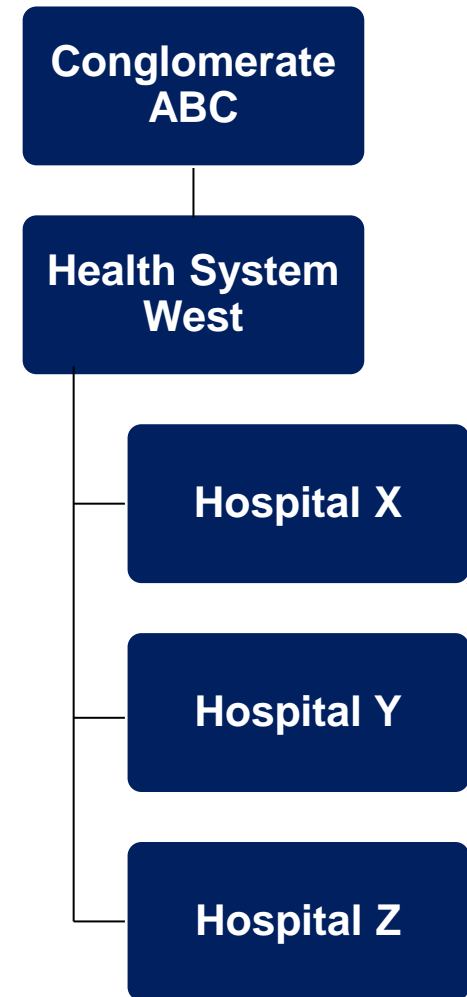 Conglomerate
ABC
Health System
West
Hospital X
Hospital Y
Hospital Z